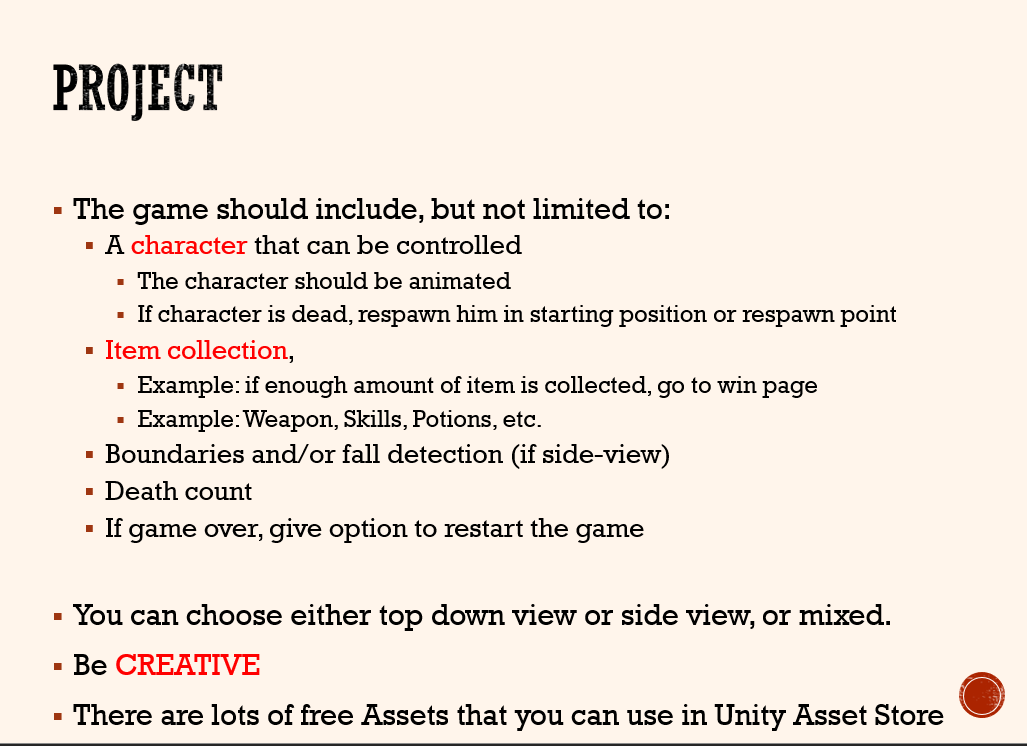 PROJECT
The game should include, but not limited to:
A character that can be controlled
The character should be animated
If character is dead, respawn him in starting position or respawn point
Item collection,
Example: if enough amount of item is collected, go to win page
Example: Weapon, Skills, Potions, etc.
Boundaries and/or fall detection (if side-view)
Death count
If game over, give option to restart the game
You can choose either top down view or side view, or mixed.
Be CREATIVE
There are lots of free Assets that you can use in Unity Asset Store